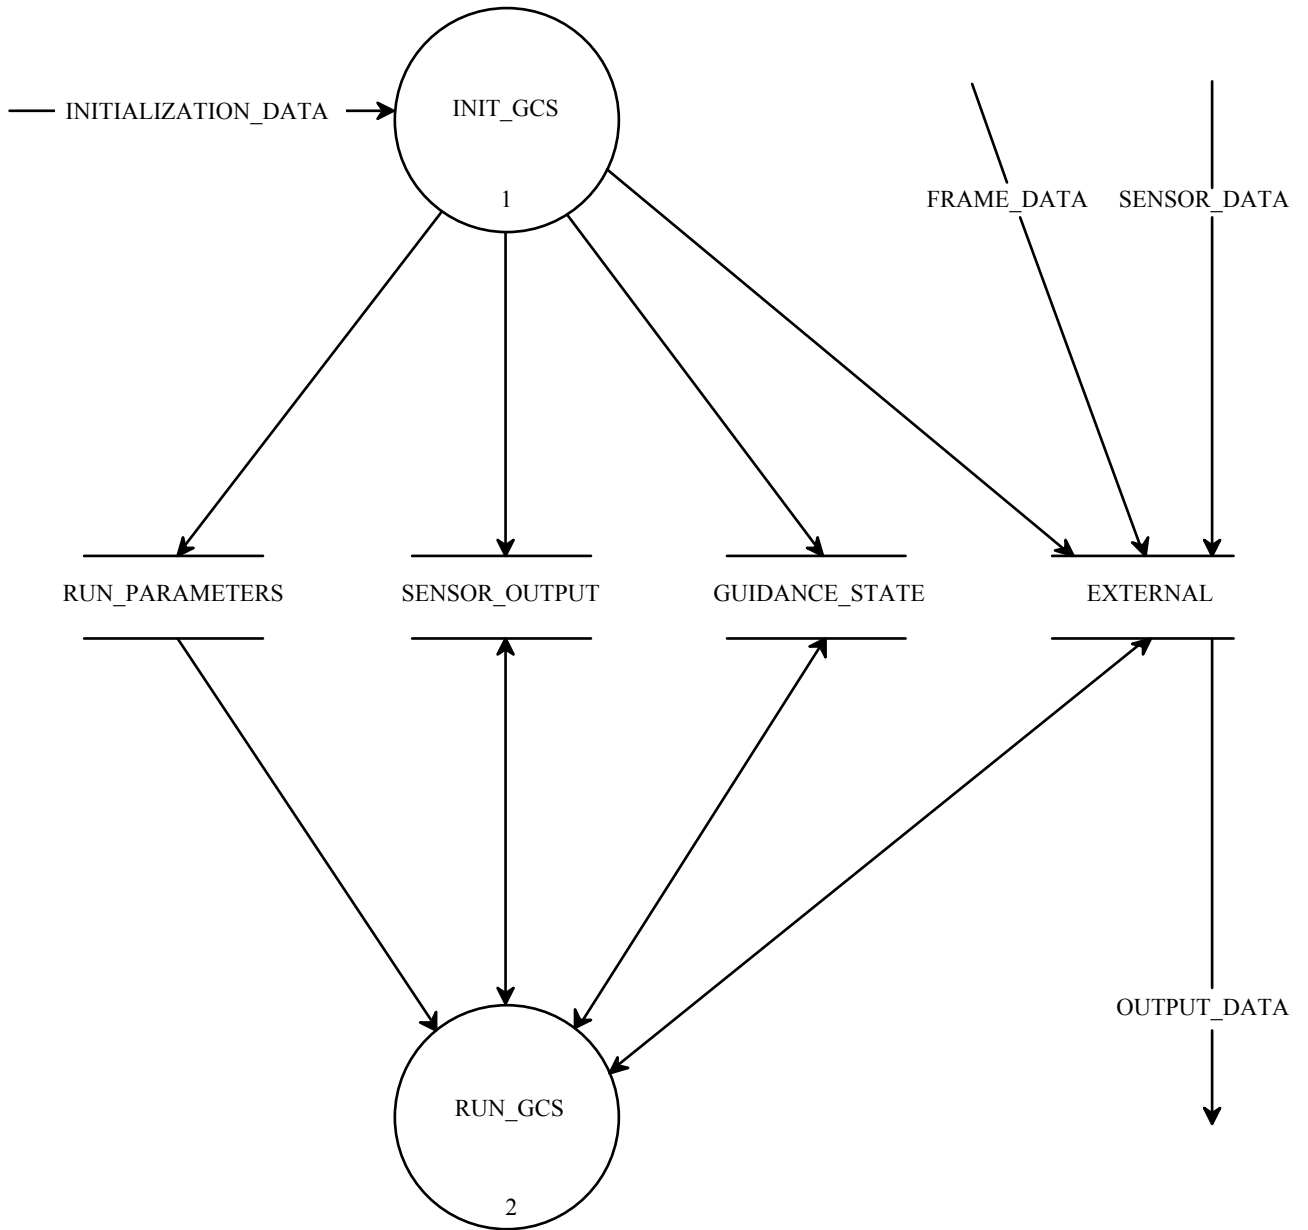 INIT_GCS
INITIALIZATION_DATA
1
FRAME_DATA SENSOR_DATA
RUN_PARAMETERS SENSOR_OUTPUT GUIDANCE_STATE EXTERNAL
OUTPUT_DATA
RUN_GCS
2